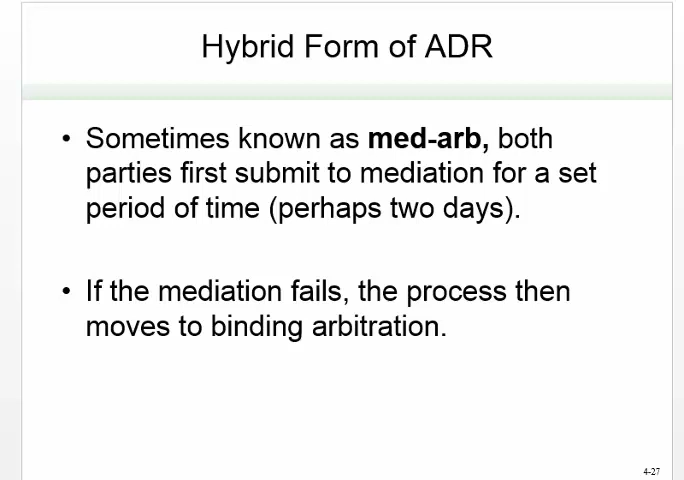 Hybrid Form of ADR
• Sometimes known as med-arb, both
parties first submit to mediation for a set
period of time (perhaps two days).
• If the mediation fails, the process then
moves to binding arbitration.
4-27